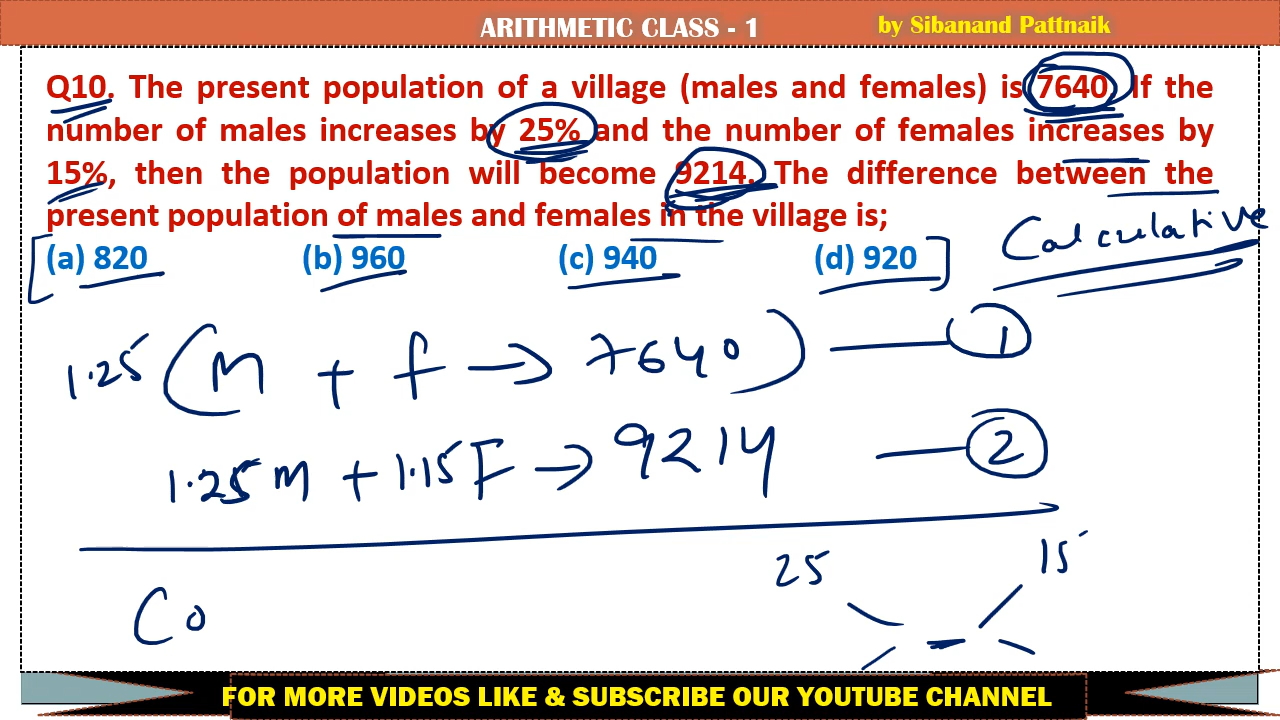 ARITHMETIC CLASS - 1
by Sibanand Pattnaik
Q10. The present population of a village (males and females) is 7640. If the
number of males increases by 25% and the number of females increases by
15%, then the population will become 9214. The difference between the
present population of males and females in the village is;
(a) 820 (b) 960 (c) 940 (d) 920
Calculative
1.25 (M + f → 7640) 1
1.25M + 1.15F → 9214 2
25 15
Co
FOR MORE VIDEOS LIKE & SUBSCRIBE OUR YOUTUBE CHANNEL